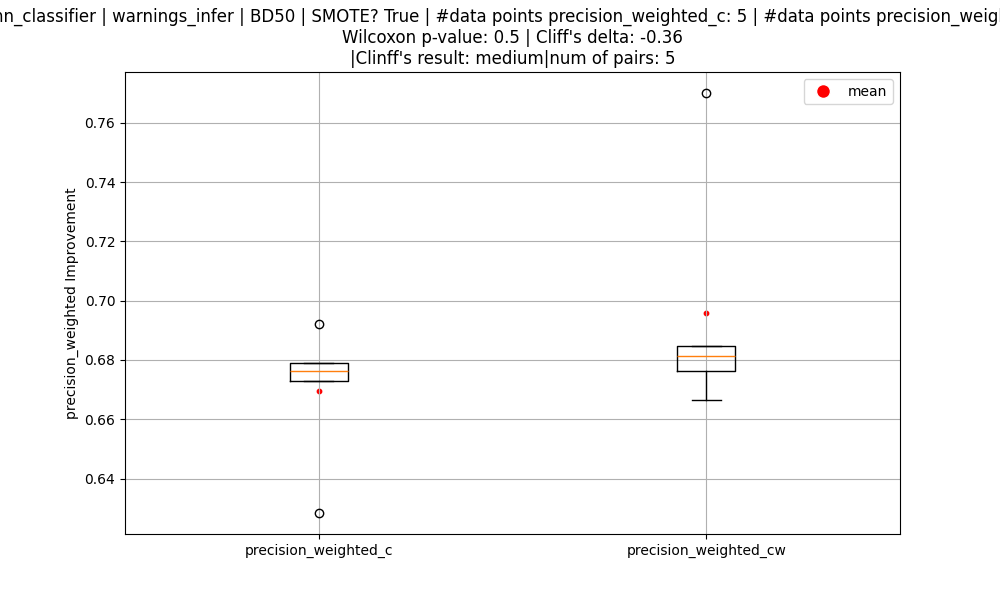 n_classifier | warnings_infer | BD50 | SMOTE? True | #data points precision_weighted_c: 5 | #data points precision_weig
Wilcoxon p-value: 0.5 | Cliff's delta: -0.36
|Clinff's result: medium|num of pairs: 5
mean
0.76
0.74
0.72
0.70
0.68
0.66
0.64
precision_weighted Improvement
precision_weighted_c
precision_weighted_cw